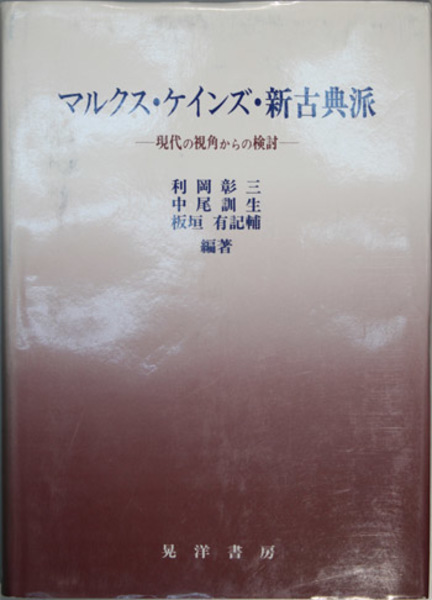 マルクス・ケインズ・新古典派
―現代の視角からの検討―
利岡彰三
中尾訓生
板垣有記輔
編著
晃洋書房